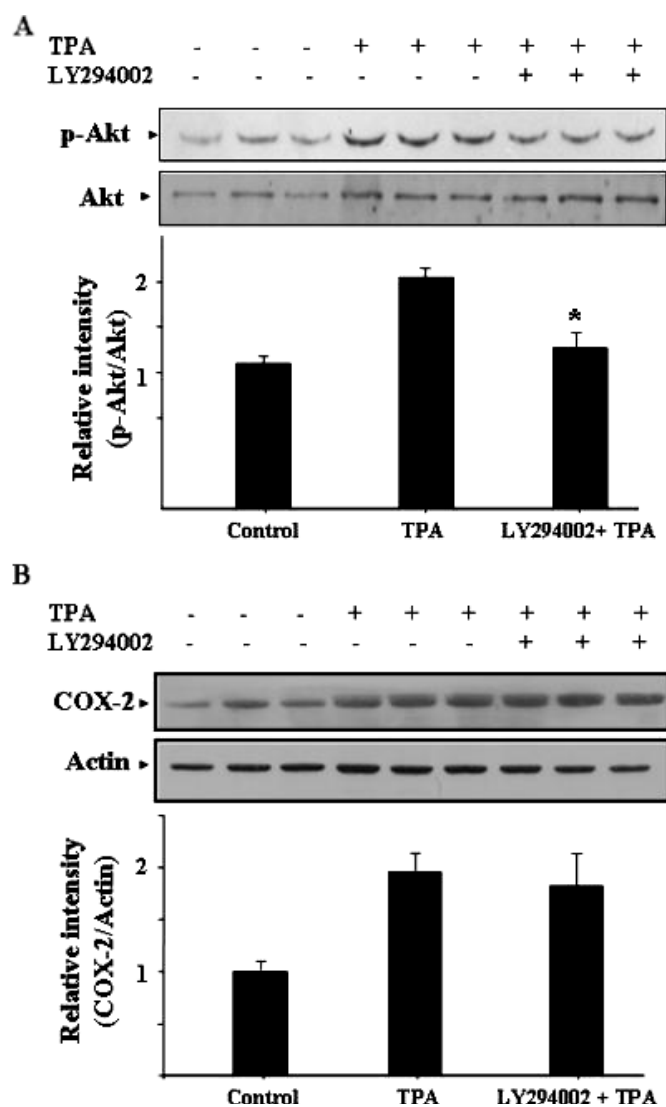 A
TPA - - - + + + + + +
LY294002 - - - - - - + + +
p-Akt
Akt
Relative intensity
(p-Akt/Akt)
2
1
*
Control TPA LY294002+ TPA
B
TPA - - - + + + + + +
LY294002 - - - - - - + + +
COX-2
Actin
Relative intensity
(COX-2/Actin)
2
1
Control TPA LY294002 + TPA